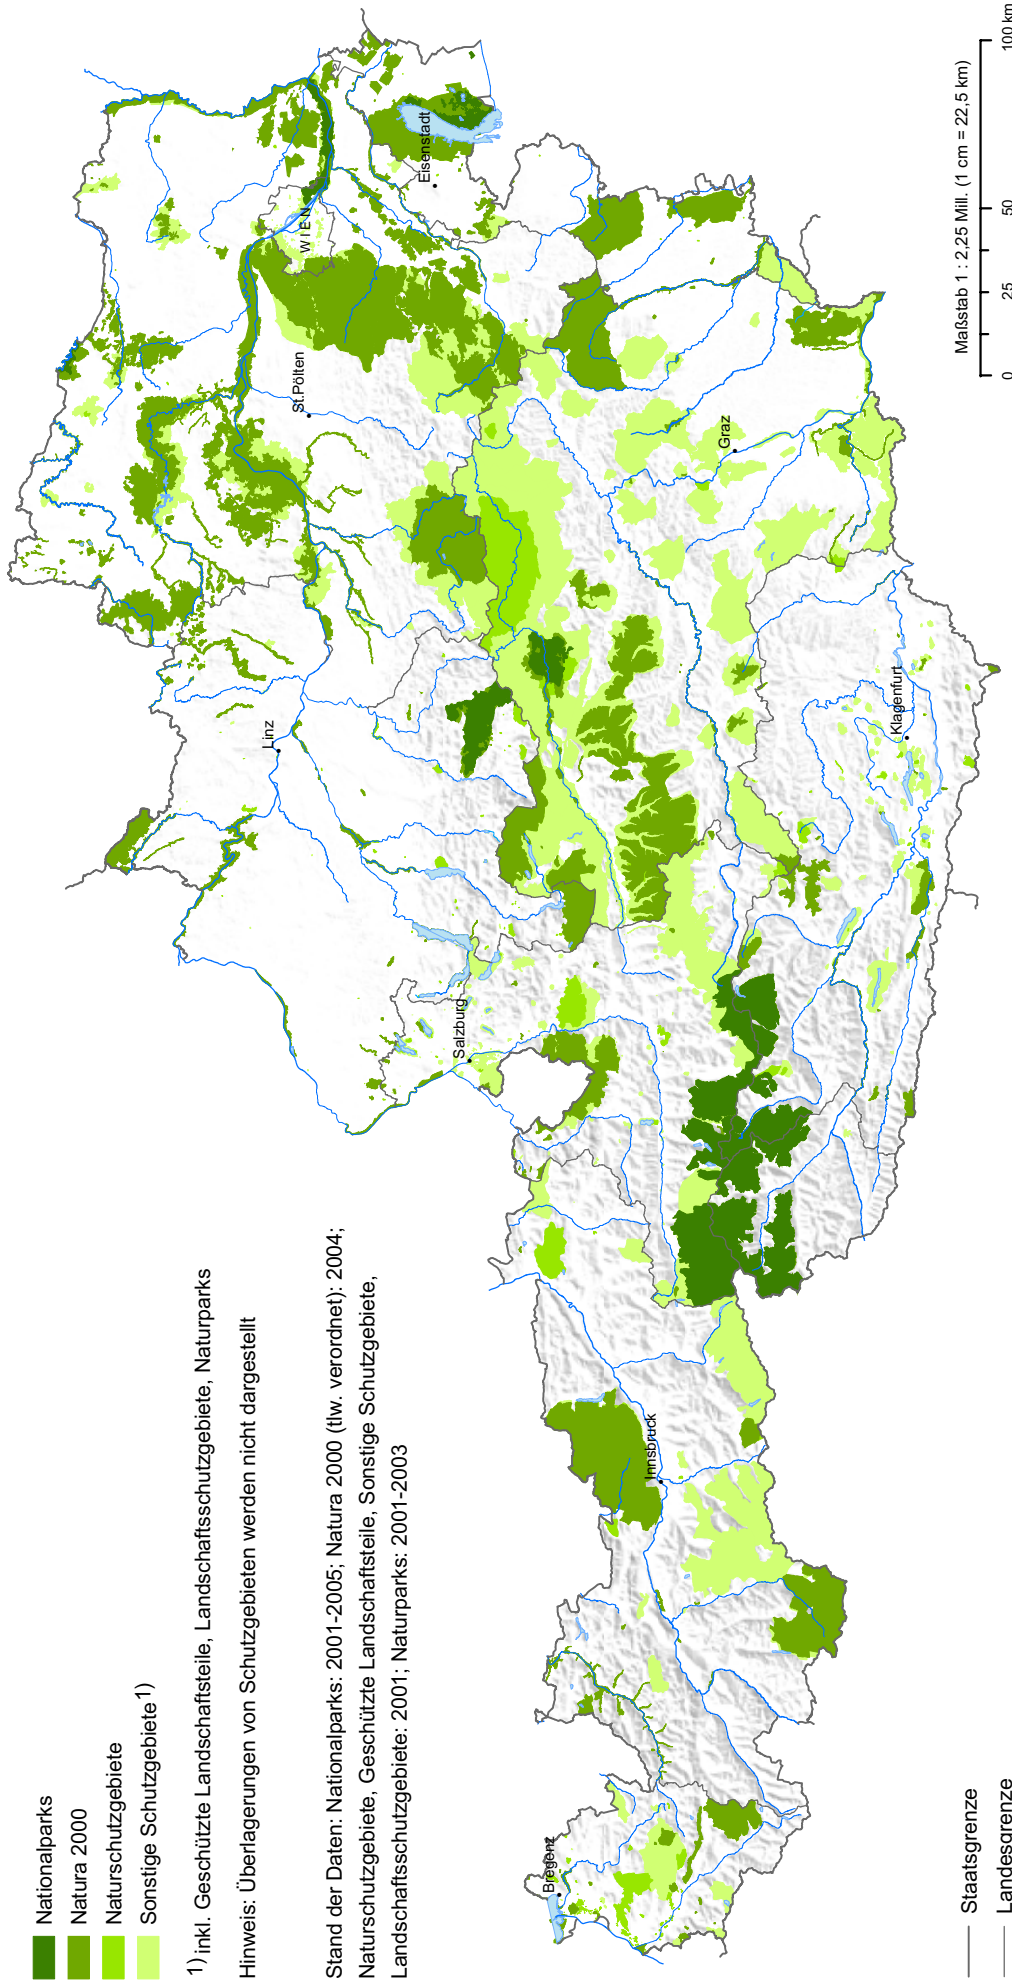 Nationalparks
Natura 2000
Naturschutzgebiete
Sonstige Schutzgebiete 1)
1) inkl. Geschützte Landschaftsteile, Landschaftsschutzgebiete, Naturparks
Hinweis: Überlagerungen von Schutzgebieten werden nicht dargestellt
Stand der Daten: Nationalparks: 2001-2005; Natura 2000 (tlw. verordnet): 2004;
Naturschutzgebiete, Geschützte Landschaftsteile, Sonstige Schutzgebiete,
Landschaftsschutzgebiete: 2001; Naturparks: 2001-2003
WIEN
St.Pölten
Eisenstadt
Linz
Salzburg
Graz
Klagenfurt
Innsbruck
Bregenz
Staatsgrenze
Landesgrenze
Maßstab 1 : 2,25 Mill. (1 cm = 22,5 km)
0 25 50 100 km